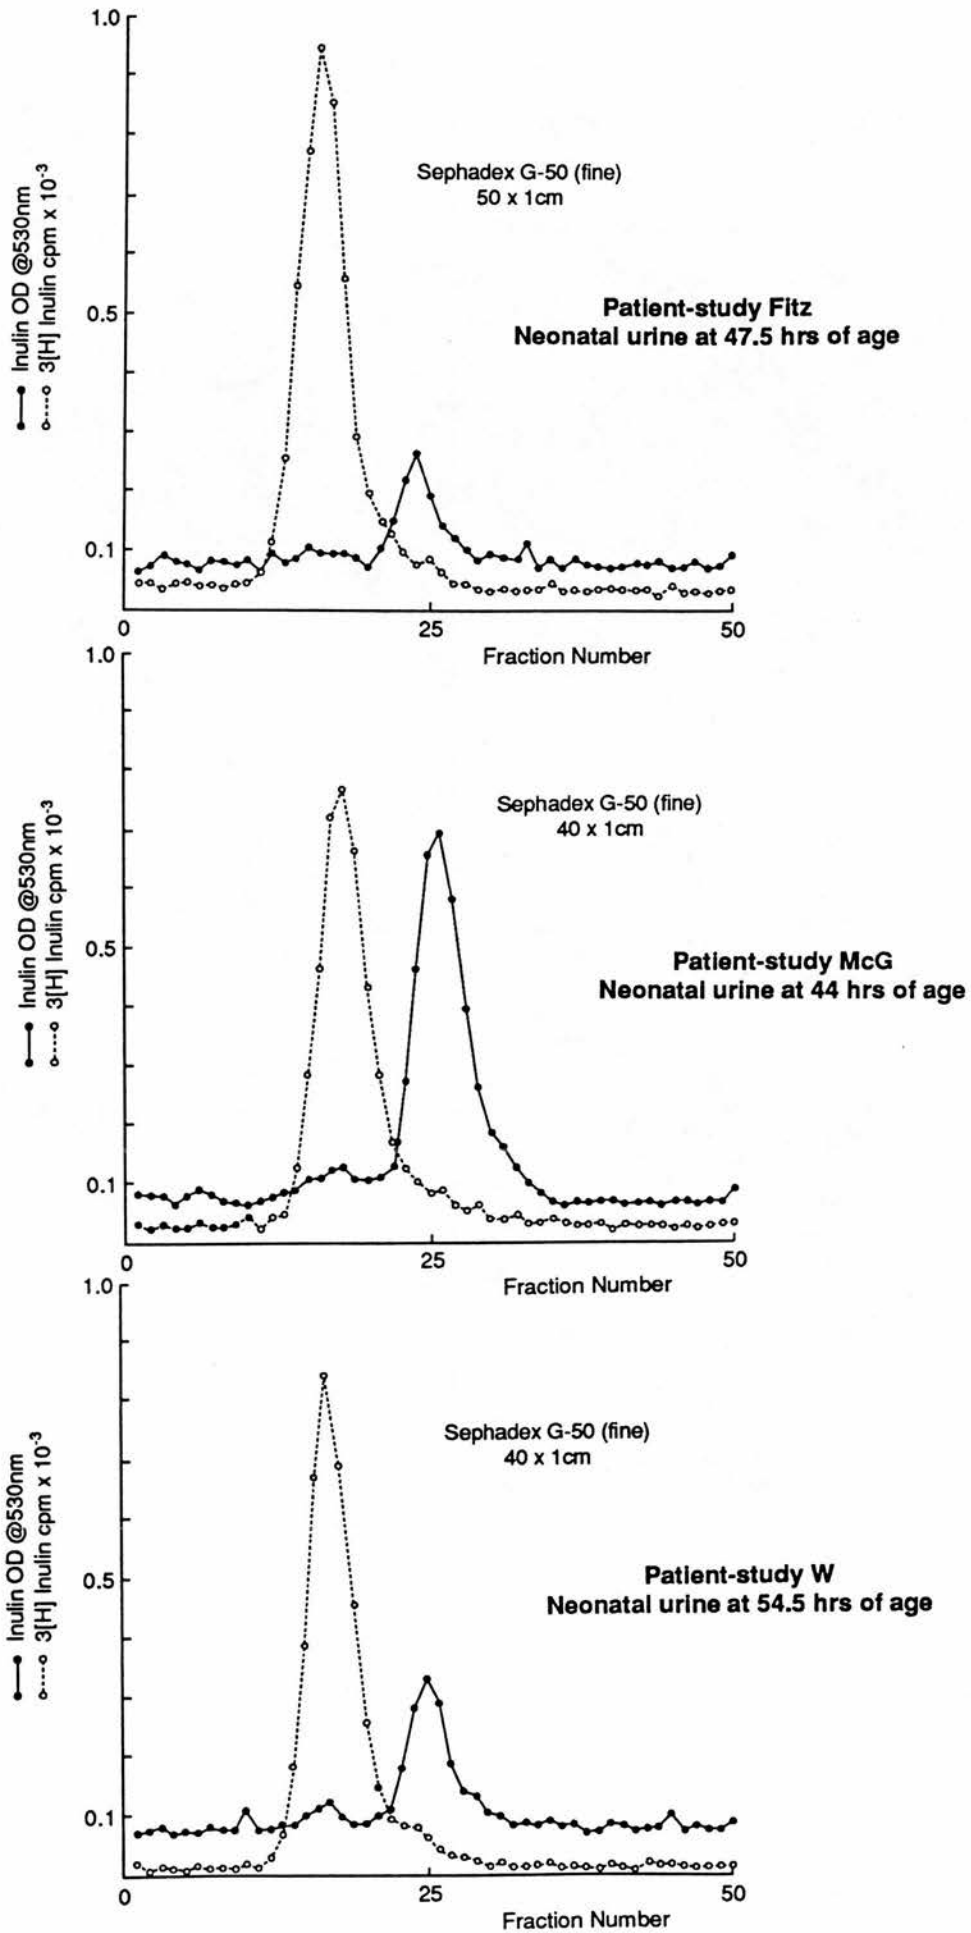 1.0
Inulin OD @530nm
3[H] Inulin cpm x 10-3
Sephadex G-50 (fine)
50 x 1cm
Patient-study Fitz
Neonatal urine at 47.5 hrs of age
0.5
0.1
0
25
50
Fraction Number
1.0
Inulin OD @530nm
3[H] Inulin cpm x 10-3
Sephadex G-50 (fine)
40 x 1cm
0.5
Patient-study McG
Neonatal urine at 44 hrs of age
0.1
0
25
50
Fraction Number
1.0
Inulin OD @530nm
3[H] Inulin cpm x 10-3
Sephadex G-50 (fine)
40 x 1cm
0.5
Patient-study W
Neonatal urine at 54.5 hrs of age
0.1
0
25
50
Fraction Number